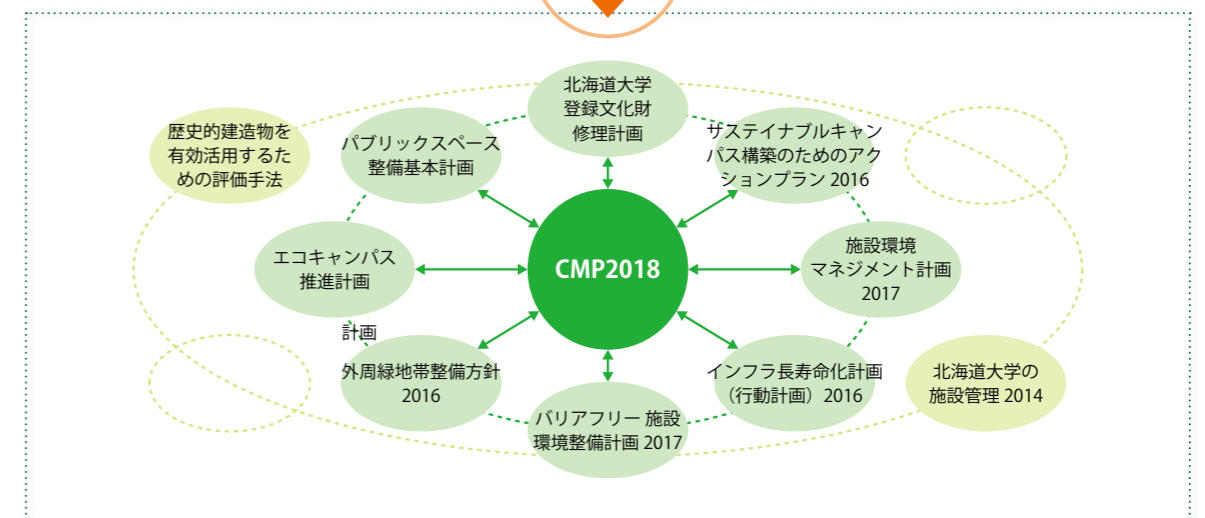 北海道大学
登録文化財
修理計画
歴史的建造物を
有効活用するた
めの評価手法
パブリックスペース
整備基本計画
サステイナブルキャン
パス構築のためのアク
ションプラン 2016
エコキャンパス
推進計画
CMP2018
施設環境
マネジメント計画
2017
計画
外周緑地帯整備方針
2016
インフラ長寿命化計画
（行動計画）2016
北海道大学の
施設管理 2014
バリアフリー 施設
環境整備計画 2017